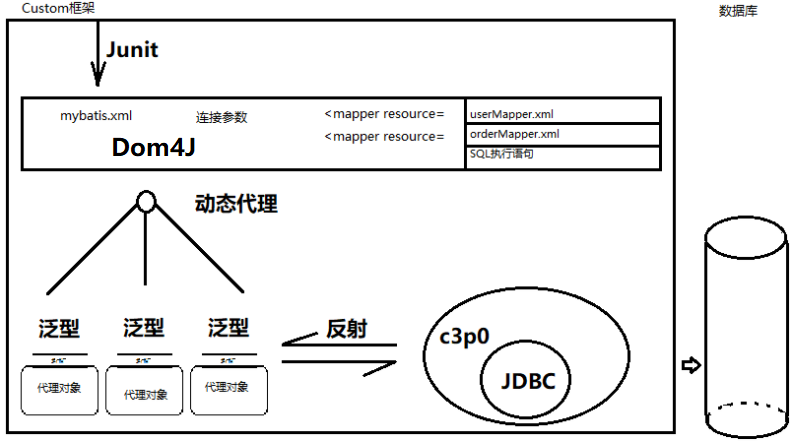 Custom框架
数据库
Junit
mybatis.xml 连接参数 <mapper resource= userMapper.xml
<mapper resource= orderMapper.xml
Dom4J
SQL执行语句
动态代理
泛型 泛型 泛型 反射
c3p0
JDBC
代理对象 代理对象 代理对象